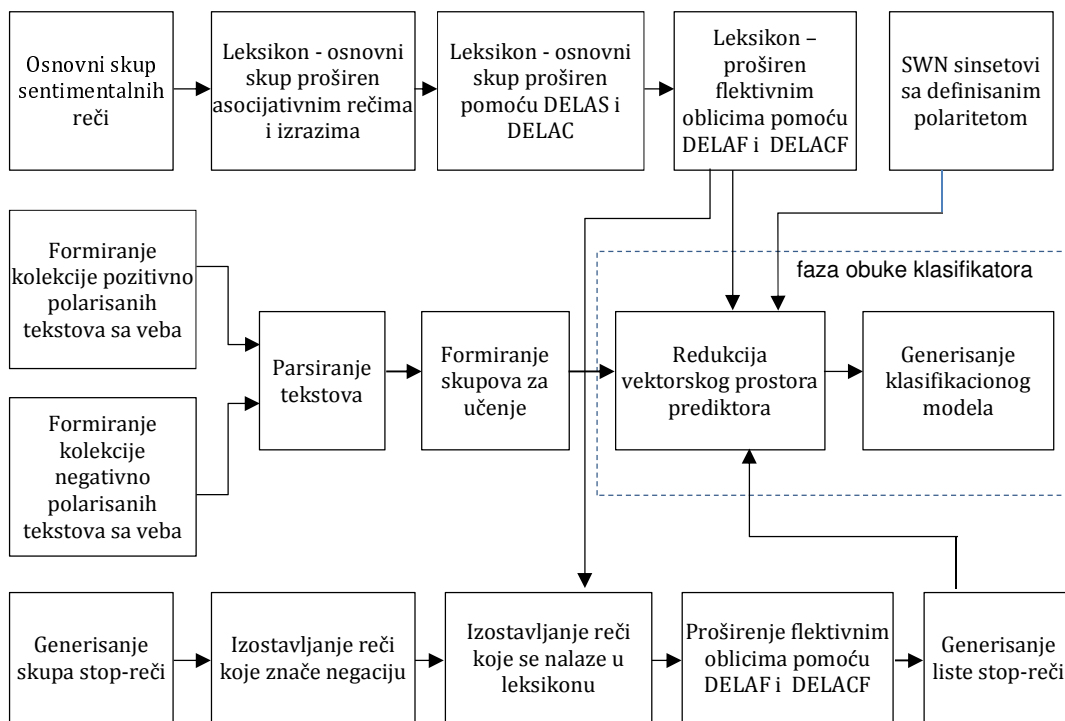 Osnovni skup
sentimentalnih
reči
Leksikon - osnovni
skup proširen
asocijativnim rečima
i izrazima
Leksikon - osnovni
skup proširen
pomoću DELAS i
DELAC
Leksikon –
proširen
flektivnim
oblicima pomoću
DELAF i DELACF
SWN sinsetovi
sa definisanim
polaritetom
Formiranje
kolekcije pozitivno
polarisanih
tekstova sa veba
faza obuke klasifikatora
Parsiranje
tekstova
Formiranje
skupova za
učenje
Redukcija
vektorskog prostora
prediktora
Generisanje
klasifikacionog
modela
Formiranje
kolekcije
negativno
polarisanih
tekstova sa veba
Generisanje
skupa stop-reči
Izostavljanje reči
koje znače negaciju
Izostavljanje reči
koje se nalaze u
leksikonu
Proširenje flektivnim
oblicima pomoću
DELAF i DELACF
Generisanje
liste stop-reči